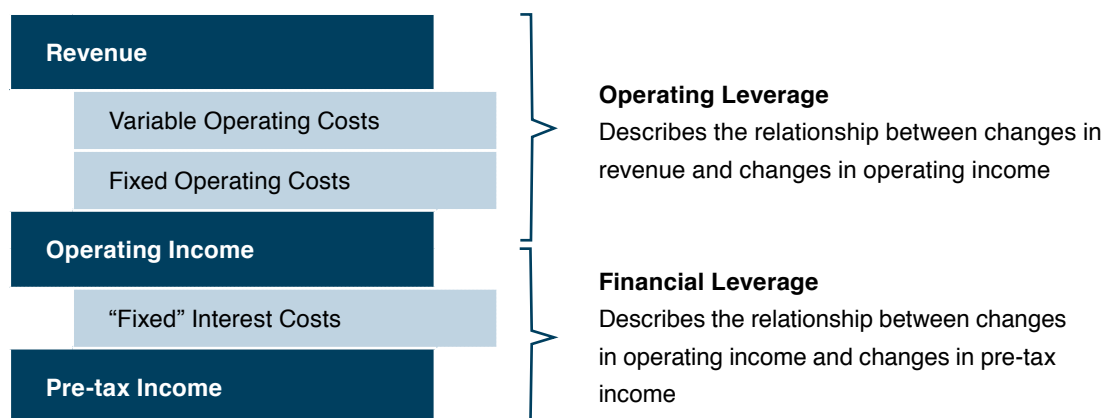 Revenue
Variable Operating Costs
Fixed Operating Costs
Operating Income
“Fixed” Interest Costs
Pre-tax Income
Operating Leverage
Describes the relationship between changes in
revenue and changes in operating income
Financial Leverage
Describes the relationship between changes
in operating income and changes in pre-tax
income